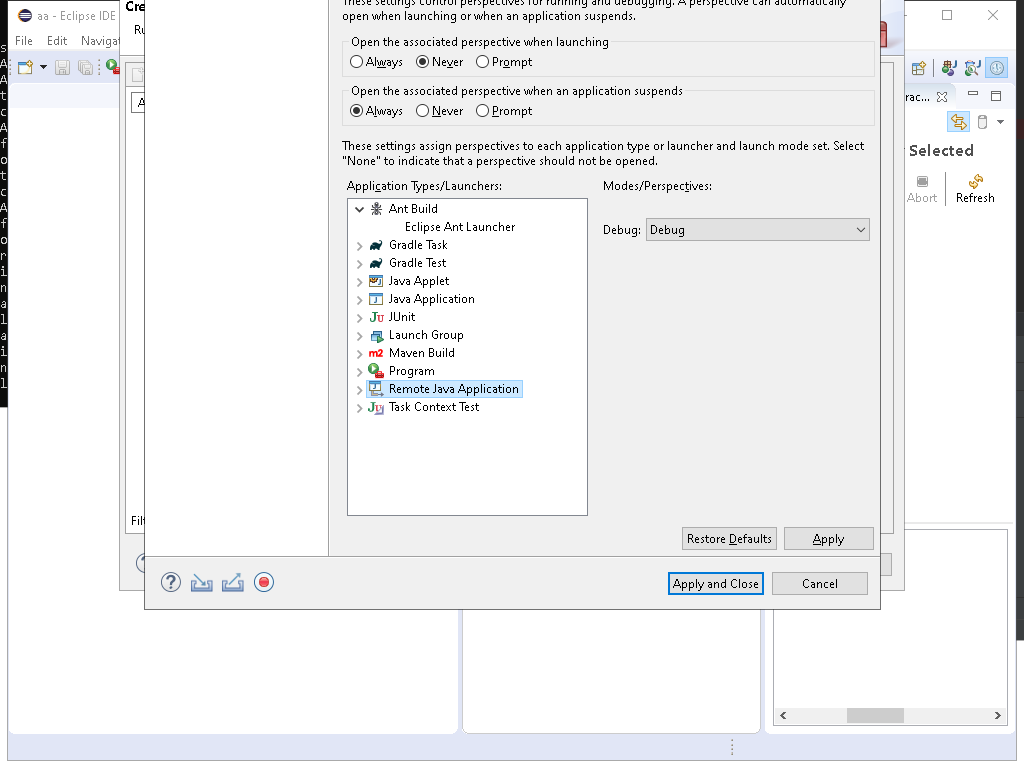 aa - Eclipse IDE
Cre
Ru
File Edit Navigat
These settings control perspectives for running and debugging. A perspective can automatically
open when launching or when an application suspends.
Open the associated perspective when launching
Always Never Prompt
Open the associated perspective when an application suspends
Always Never Prompt
These settings assign perspectives to each application type or launcher and launch mode set. Select
"None" to indicate that a perspective should not be opened.
Application Types/Launchers:
Modes/Perspectives:
Ant Build
Eclipse Ant Launcher
Gradle Task
Gradle Test
Java Applet
Java Application
JUnit
Launch Group
Maven Build
Program
Remote Java Application
Task Context Test
Debug: Debug
Restore Defaults Apply
Apply and Close Cancel
Filt
rac...
Selected
Abort Refresh